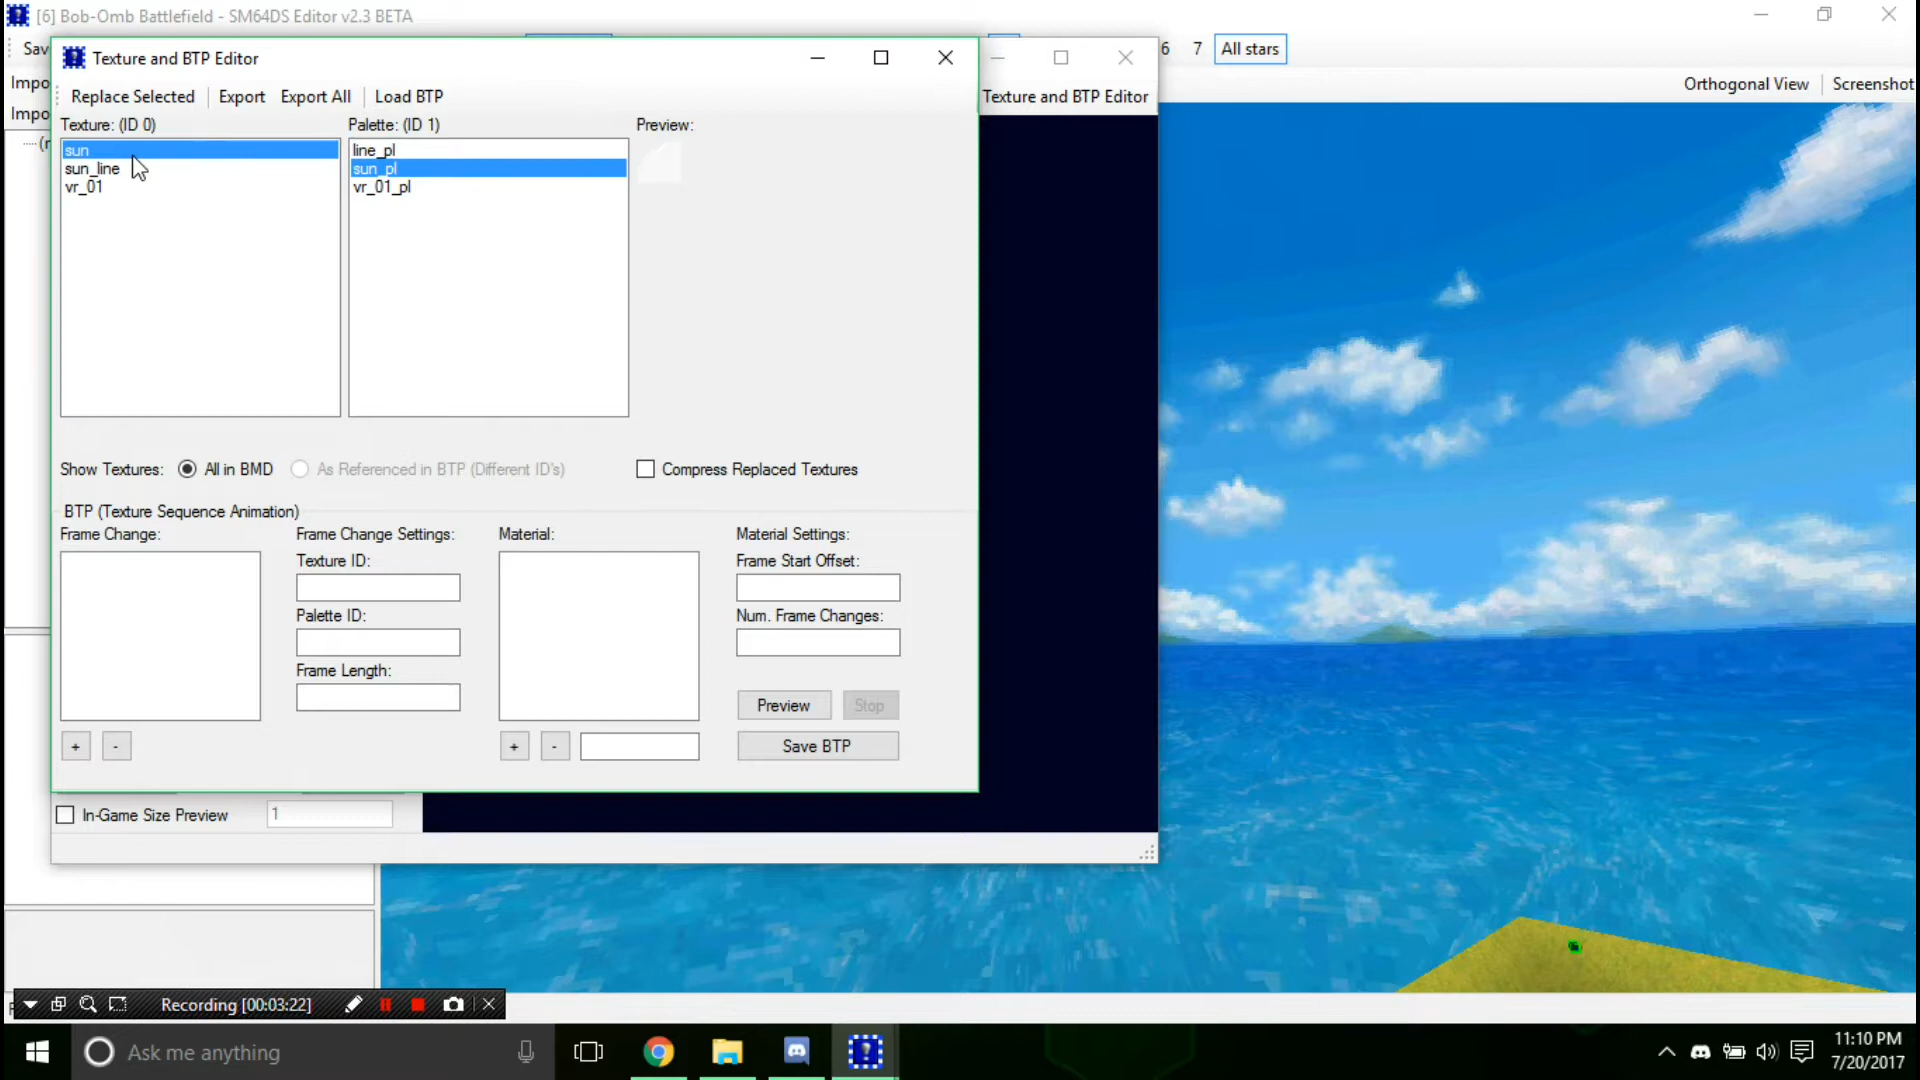 [6] Bob-Omb Battlefield - SM64DS Editor v2.3 BETA
Sav
6 7 All stars
Texture and BTP Editor
Impo
Orthogonal View Screenshot
Replace Selected Export Export All Load BTP
Texture and BTP Editor
Impo
Texture: (ID 0) Palette: (ID 1) Preview:
sun line_pl
sun_line sun_pl
vr_01 vr_01_pl
Show Textures: All in BMD As Referenced in BTP (Different ID's) Compress Replaced Textures
BTP (Texture Sequence Animation)
Frame Change: Frame Change Settings: Material: Material Settings:
Texture ID: Frame Start Offset:
Palette ID: Num. Frame Changes:
Frame Length:
Preview Stop
+ - + - Save BTP
In-Game Size Preview 1
Recording [00:03:22]
Ask me anything
11:10 PM
7/20/2017